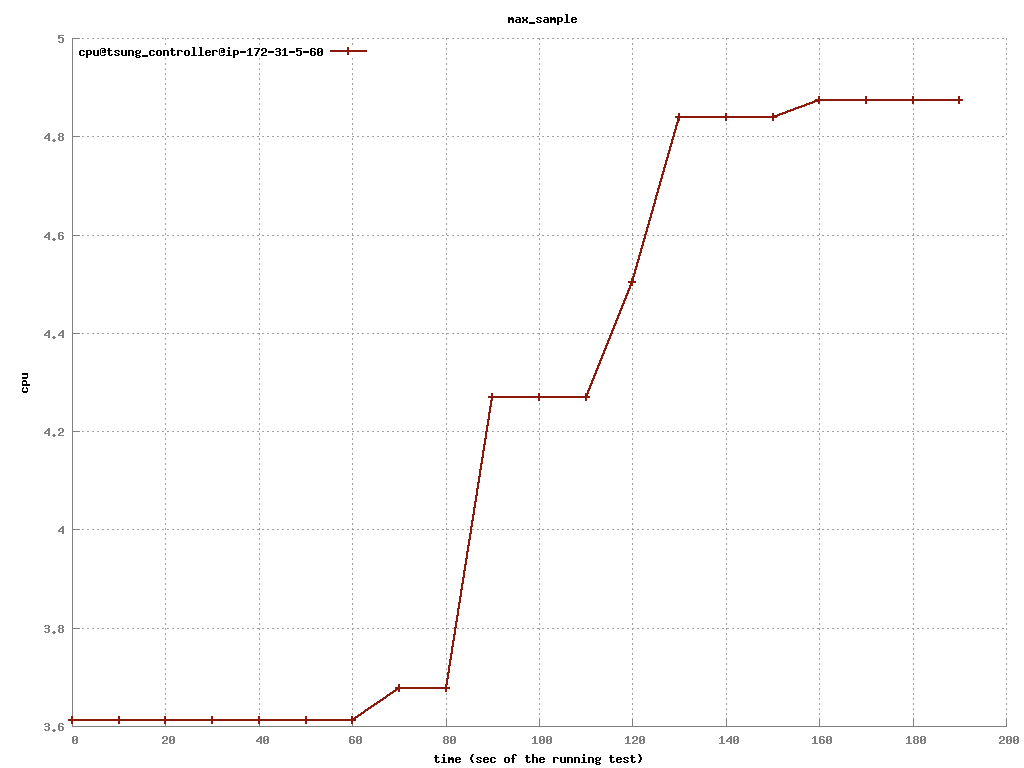 max_sample
cpu@tsung_controller@ip-172-31-5-60
5
4.8
4.6
4.4
4.2
4
3.8
3.6
cpu
0 20 40 60 80 100 120 140 160 180 200
time (sec of the running test)